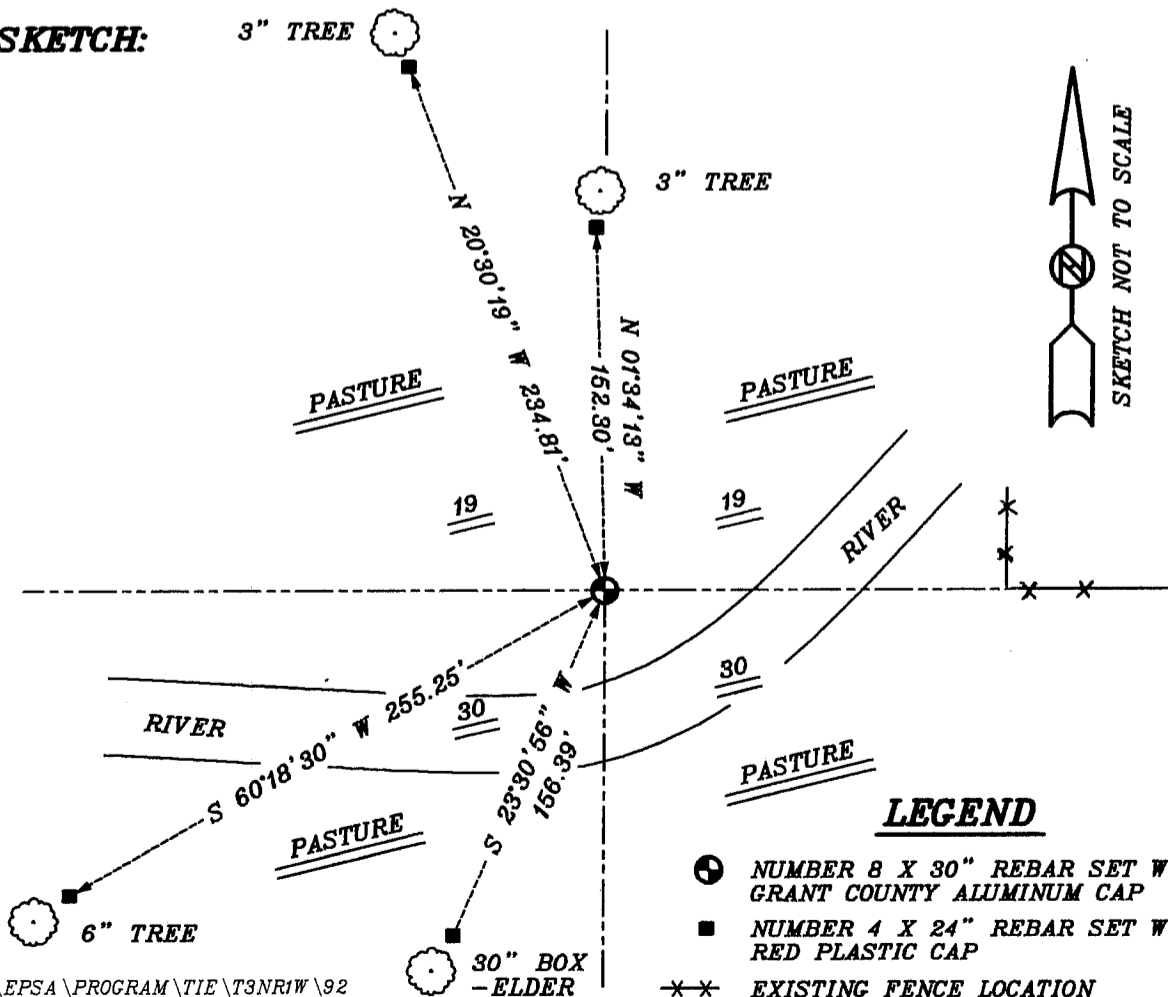 SKETCH:
3" TREE
3" TREE
N 20°30'19" W 234.81'
N 01°34'13" W
152.30'
SKETCH NOT TO SCALE
PASTURE
PASTURE
19
19
RIVER
30
30
RIVER
S 60°18'30" W 255.25'
S 23°30'56" W
156.39'
PASTURE
PASTURE
6" TREE
30" BOX
-ELDER
LEGEND
NUMBER 8 X 30" REBAR SET W
GRANT COUNTY ALUMINUM CAP
NUMBER 4 X 24" REBAR SET W
RED PLASTIC CAP
EXISTING FENCE LOCATION
\EPSA\PROGRAM\TIE\T3NR1W\92